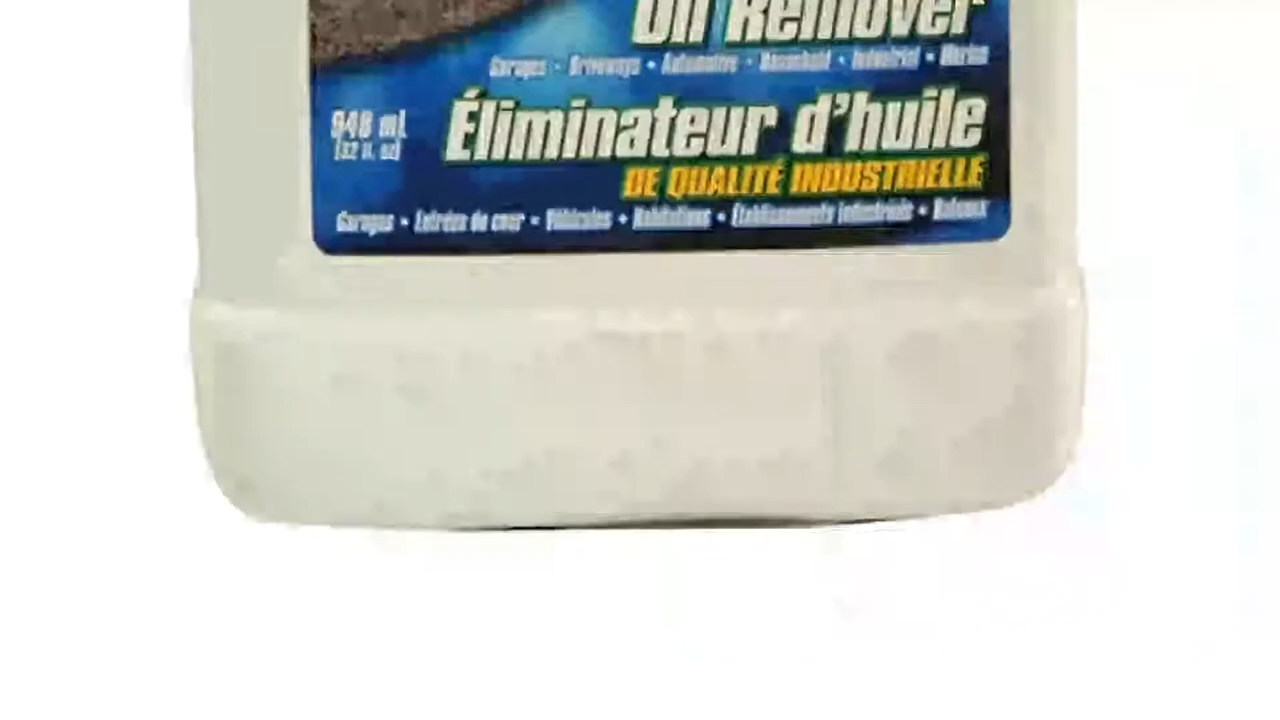 Oil Remover
Garages • Driveways • Automotive • Household • Industrial • Marine
946 mL
(32 fl. oz)
Éliminateur d'huile
DE QUALITÉ INDUSTRIELLE
Garages • Entrées de cour • Véhicules • Habitations • Établissements industriels • Bateaux